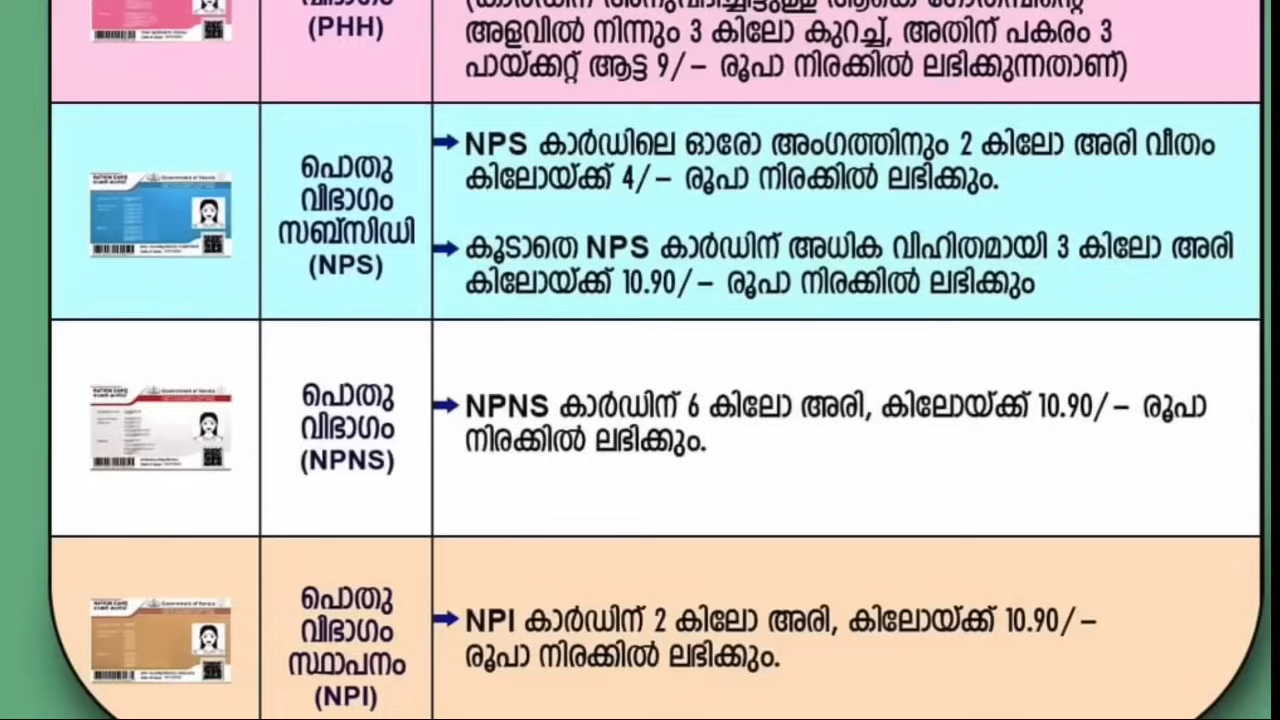 (PHH)
അളവിൽ നിന്നും 3 കിലോ കുറച്ച്, അതിന് പകരം 3
പായ്ക്കറ്റ് ആട്ട 9/– രൂപാ നിരക്കിൽ ലഭിക്കുന്നതാണ്)
പൊതു
വിഭാഗം
സബ്സിഡി
(NPS)
NPS കാർഡിലെ ഓരോ അംഗത്തിനും 2 കിലോ അരി വീതം
കിലോയ്ക്ക് 4/– രൂപാ നിരക്കിൽ ലഭിക്കും.
കൂടാതെ NPS കാർഡിന് അധിക വിഹിതമായി 3 കിലോ അരി
കിലോയ്ക്ക് 10.90/– രൂപാ നിരക്കിൽ ലഭിക്കും
പൊതു
വിഭാഗം
(NPNS)
NPNS കാർഡിന് 6 കിലോ അരി, കിലോയ്ക്ക് 10.90/– രൂപാ
നിരക്കിൽ ലഭിക്കും.
പൊതു
വിഭാഗം
സ്ഥാപനം
(NPI)
NPI കാർഡിന് 2 കിലോ അരി, കിലോയ്ക്ക് 10.90/–
രൂപാ നിരക്കിൽ ലഭിക്കും.